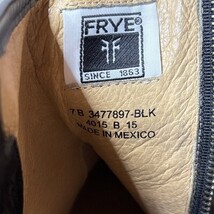 FRYE®
SINCE 1863
7 B 3477897-BLK
4015 B 15
MADE IN MEXICO